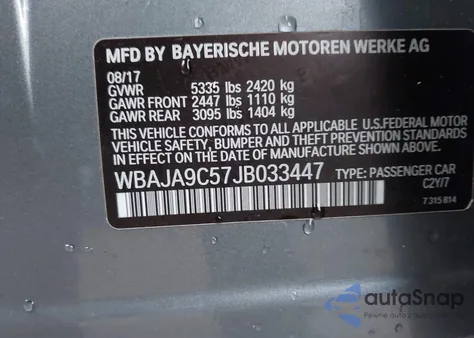 MFD BY BAYERISCHE MOTOREN WERKE AG
08/17
GVWR 5335 lbs 2420 kg
GAWR FRONT 2447 lbs 1110 kg
GAWR REAR 3095 lbs 1404 kg
THIS VEHICLE CONFORMS TO ALL APPLICABLE U.S. FEDERAL MOTOR
VEHICLE SAFETY, BUMPER, AND THEFT PREVENTION STANDARDS
IN EFFECT ON THE DATE OF MANUFACTURE SHOWN ABOVE.
WBAJA9C57JB033447 TYPE: PASSENGER CAR
C2Y/7
7 315 814
autoSnap